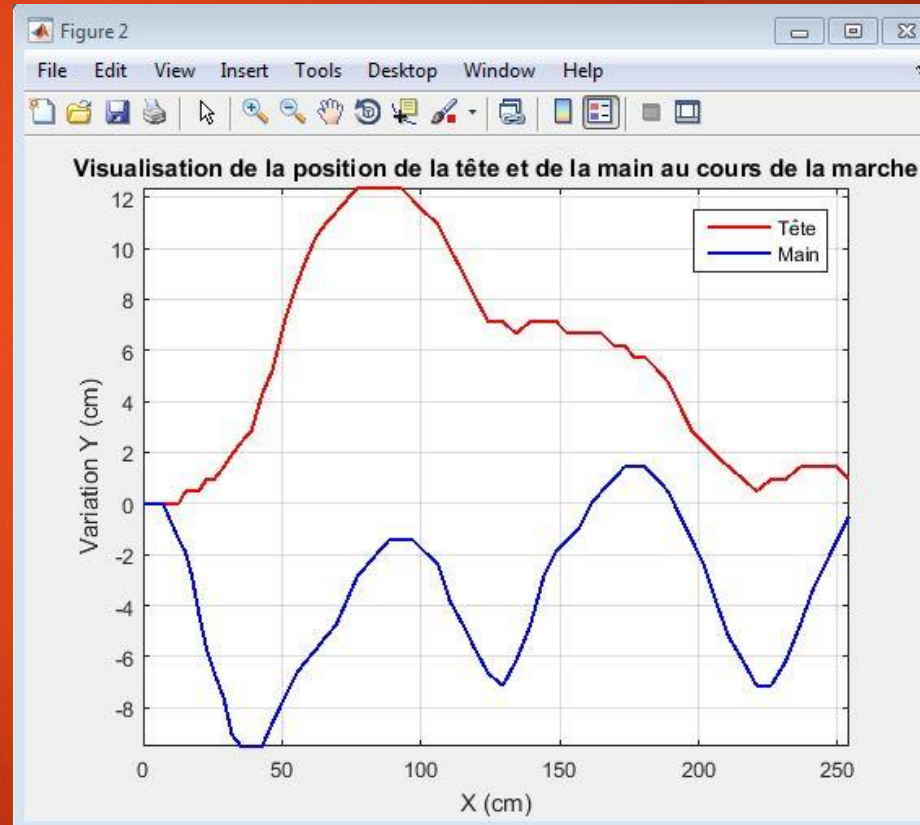 Figure 2
File Edit View Insert Tools Desktop Window Help
Visualisation de la position de la tête et de la main au cours de la marche
Tête
Main
12
10
8
6
4
2
0
-2
-4
-6
-8
Variation Y (cm)
0 50 100 150 200 250
X (cm)